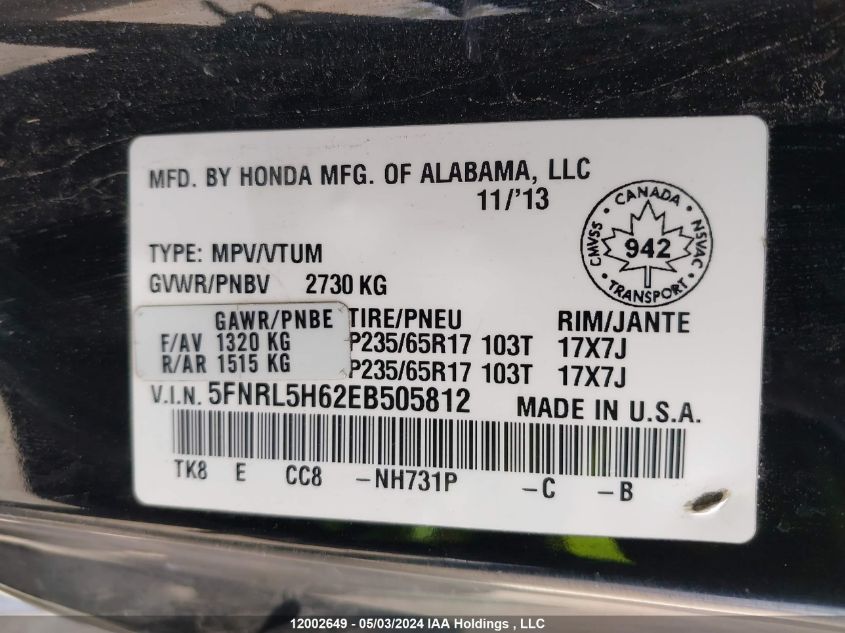 MFD. BY HONDA MFG. OF ALABAMA, LLC
11/'13
CANADA
CMVSS 942 NSVAC
TRANSPORT
TYPE: MPV/VTUM
GVWR/PNBV 2730 KG
GAWR/PNBE TIRE/PNEU RIM/JANTE
F/AV 1320 KG P235/65R17 103T 17X7J
R/AR 1515 KG P235/65R17 103T 17X7J
V.I.N. 5FNRL5H62EB505812 MADE IN U.S.A.
TK8 E CC8 -NH731P -C -B
12002649 - 05/03/2024 IAA Holdings , LLC